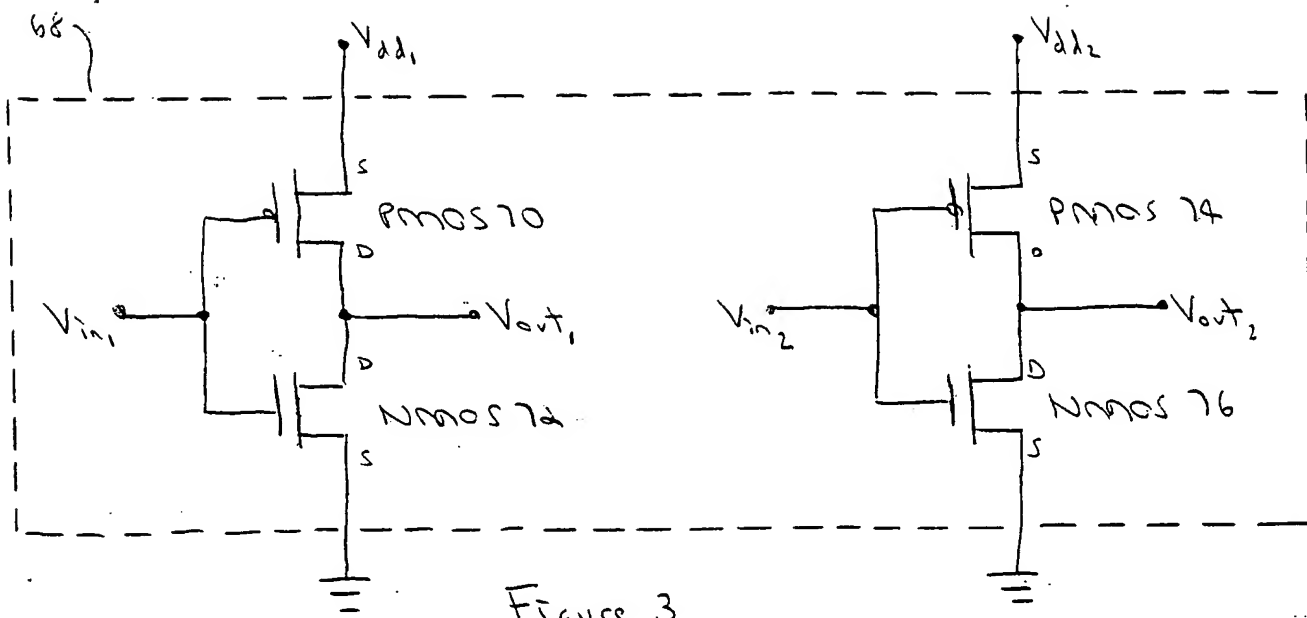 68
Vdd1
Vdd2
S
S
PMOS 70
PMOS 74
D
D
Vin1
Vout1
Vin2
Vout2
D
D
NMOS 72
NMOS 76
S
S
Figure 3